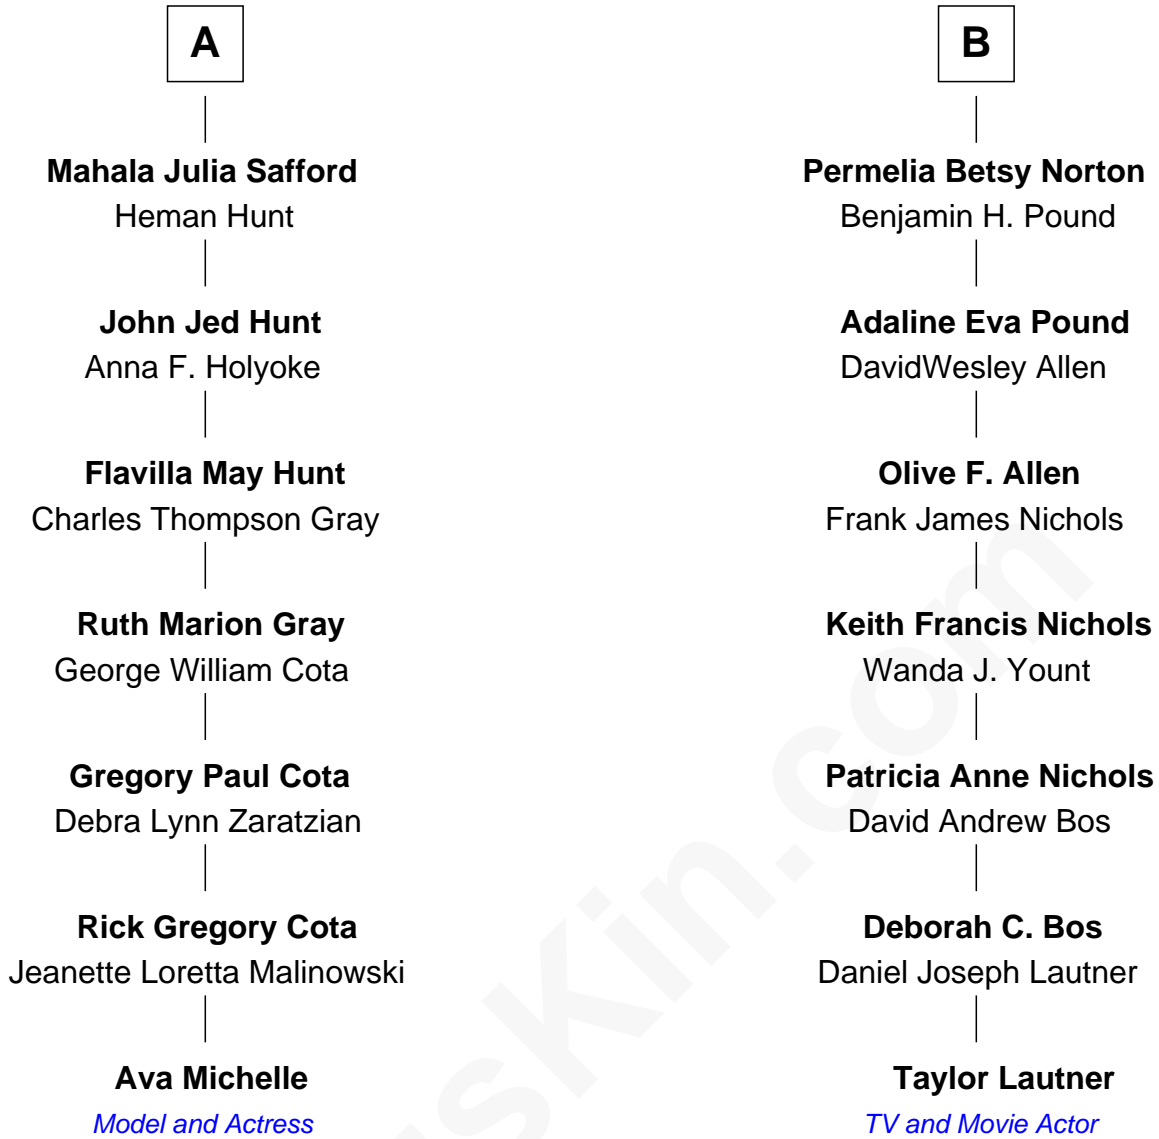 A
Mahala Julia Safford
Heman Hunt
John Jed Hunt
Anna F. Holyoke
Flavilla May Hunt
Charles Thompson Gray
Ruth Marion Gray
George William Cota
Gregory Paul Cota
Debra Lynn Zaratzian
Rick Gregory Cota
Jeanette Loretta Malinowski
Ava Michelle
Model and Actress
B
Permelia Betsy Norton
Benjamin H. Pound
Adaline Eva Pound
DavidWesley Allen
Olive F. Allen
Frank James Nichols
Keith Francis Nichols
Wanda J. Yount
Patricia Anne Nichols
David Andrew Bos
Deborah C. Bos
Daniel Joseph Lautner
Taylor Lautner
TV and Movie Actor
sKin.com